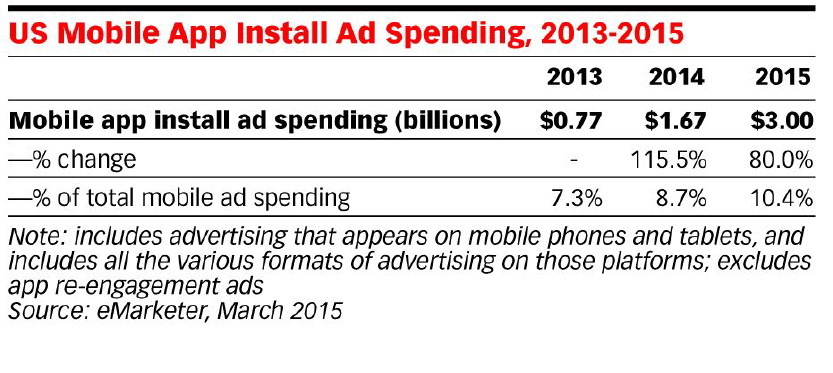 US Mobile App Install Ad Spending, 2013-2015
2013 2014 2015
Mobile app install ad spending (billions) $0.77 $1.67 $3.00
—% change - 115.5% 80.0%
—% of total mobile ad spending 7.3% 8.7% 10.4%
Note: includes advertising that appears on mobile phones and tablets, and
includes all the various formats of advertising on those platforms; excludes
app re-engagement ads
Source: eMarketer, March 2015